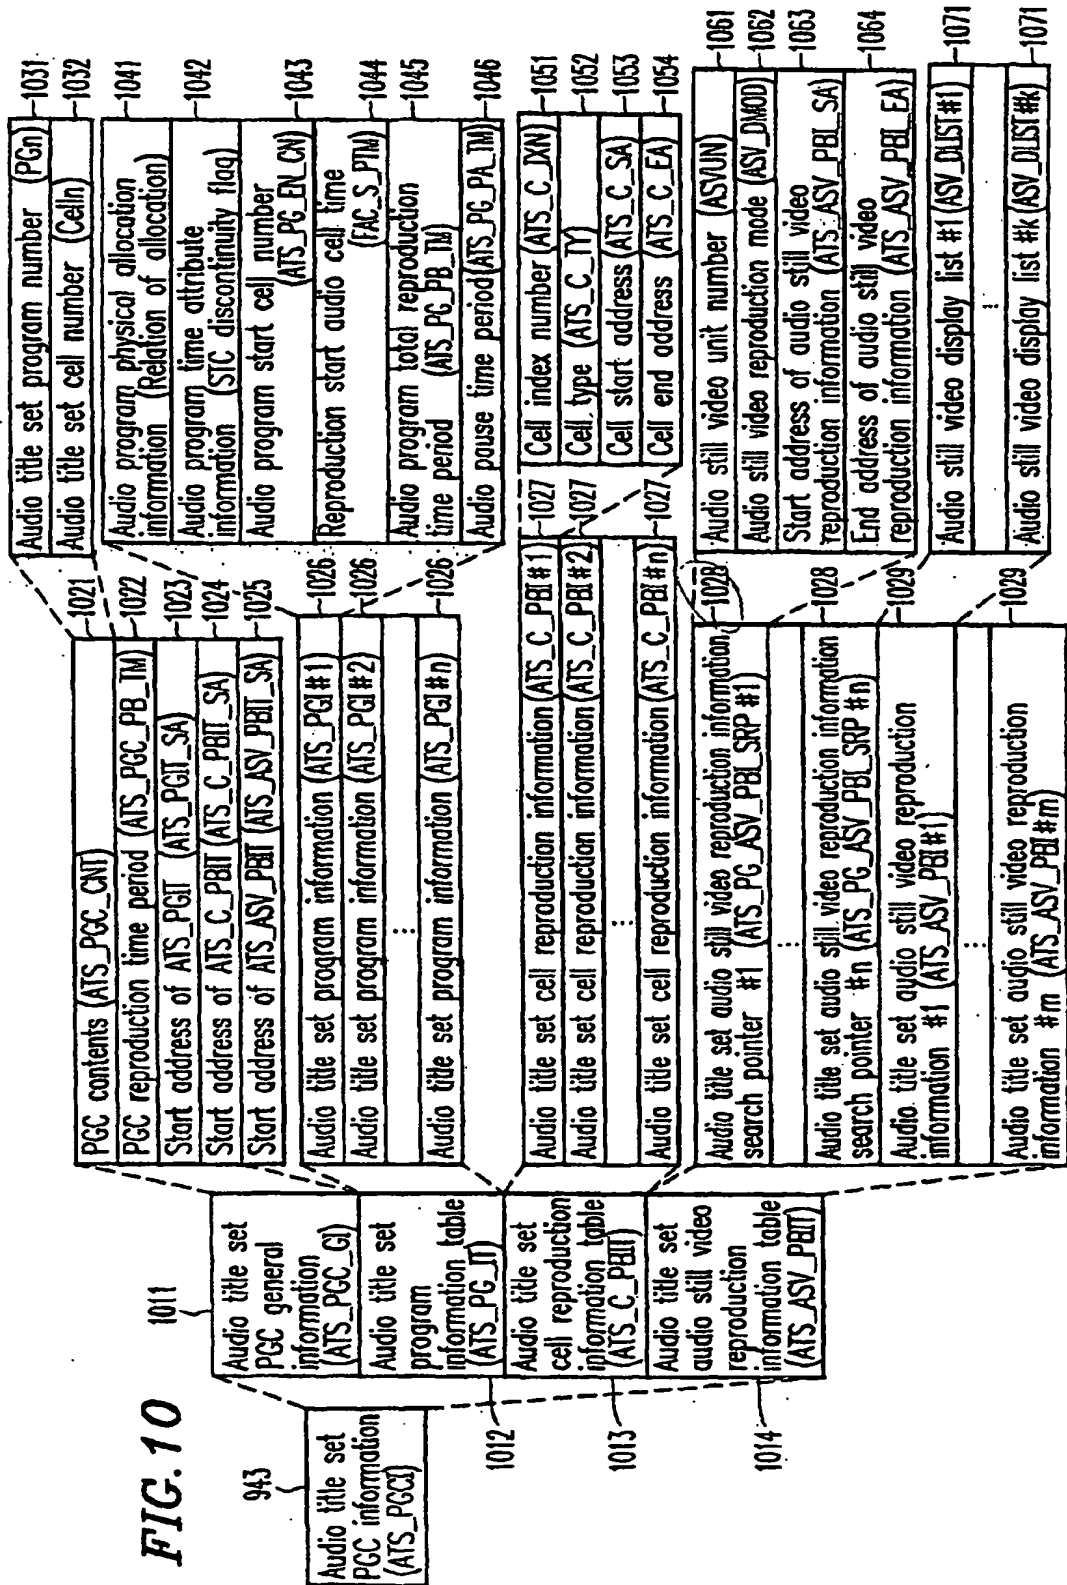 FIG. 10
943
Audio title set
PGC information
(ATS_PGCI)
1011
Audio title set
PGC general
information
(ATS_PGC_GI)
Audio title set
program
information table
(ATS_PG_IT)
1012
Audio title set
cell reproduction
information table
(ATS_C_PBIT)
1013
Audio title set
audio still video
reproduction
information table
(ATS_ASV_PBIT)
1014
PGC contents (ATS_PGC_CNT)
1021
PGC reproduction time period (ATS_PGC_PB_TM)
1022
Start address of ATS_PGIT (ATS_PGIT_SA)
1023
Start address of ATS_C_PBIT (ATS_C_PBIT_SA)
1024
Start address of ATS_ASV_PBIT (ATS_ASV_PBIT_SA)
1025
Audio title set program information (ATS_PGI #1)
1026
Audio title set program information (ATS_PGI #2)
1026
⋮
Audio title set program information (ATS_PGI #n)
1026
Audio title set cell reproduction information (ATS_C_PBI #1)
1027
Audio title set cell reproduction information (ATS_C_PBI #2)
1027
⋮
Audio title set cell reproduction information (ATS_C_PBI #n)
1027
Audio title set audio still video reproduction information
search pointer #1 (ATS_PG_ASV_PBI_SRP #1)
1028
⋮
Audio title set audio still video reproduction information
search pointer #n (ATS_PG_ASV_PBI_SRP #n)
1028
Audio title set audio still video reproduction
information #1 (ATS_ASV_PBI #1)
1029
⋮
Audio title set audio still video reproduction
information #m (ATS_ASV_PBI #m)
1029
Audio title set program number (PGn)
1031
Audio title set cell number (Celln)
1032
Audio program physical allocation
information (Relation of allocation)
1041
Audio program time attribute
information (STC discontinuity flag)
1042
Audio program start cell number
(ATS_PG_EN_CN)
1043
Reproduction start audio cell time
(FAC_S_PTM)
1044
Audio program total reproduction
time period (ATS_PG_PB_TM)
1045
Audio pause time period (ATS_PG_PA_TM)
1046
Cell index number (ATS_C_IXN)
1051
Cell type (ATS_C_TY)
1052
Cell start address (ATS_C_SA)
1053
Cell end address (ATS_C_EA)
1054
Audio still video unit number (ASVUN)
1061
Audio still video reproduction mode (ASV_DMOD)
1062
Start address of audio still video
reproduction information (ATS_ASV_PBI_SA)
1063
End address of audio still video
reproduction information (ATS_ASV_PBI_EA)
1064
Audio still video display list #1 (ASV_DLIST #1)
1071
⋮
Audio still video display list #k (ASV_DLIST #k)
1071